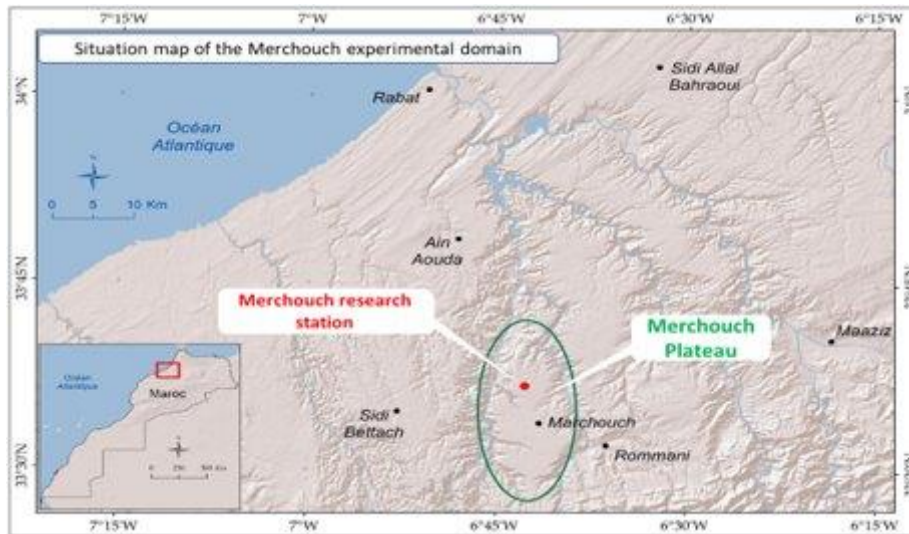 7°15'W 7°W 6°45'W 6°30'W 6°15'W
Situation map of the Merchouch experimental domain
34°N
Sidi Allal
Bahraoui
Rabat
Océan
Atlantique
0 5 10 Km
Ain
Aouda
33°45'N
Merchouch research
station
Merchouch
Plateau
Maaziz
Océan
Atlantique
Maroc
Sidi
Bettach
Marchouch
Rommani
33°30'N
7°15'W 7°W 6°45'W 6°30'W 6°15'W